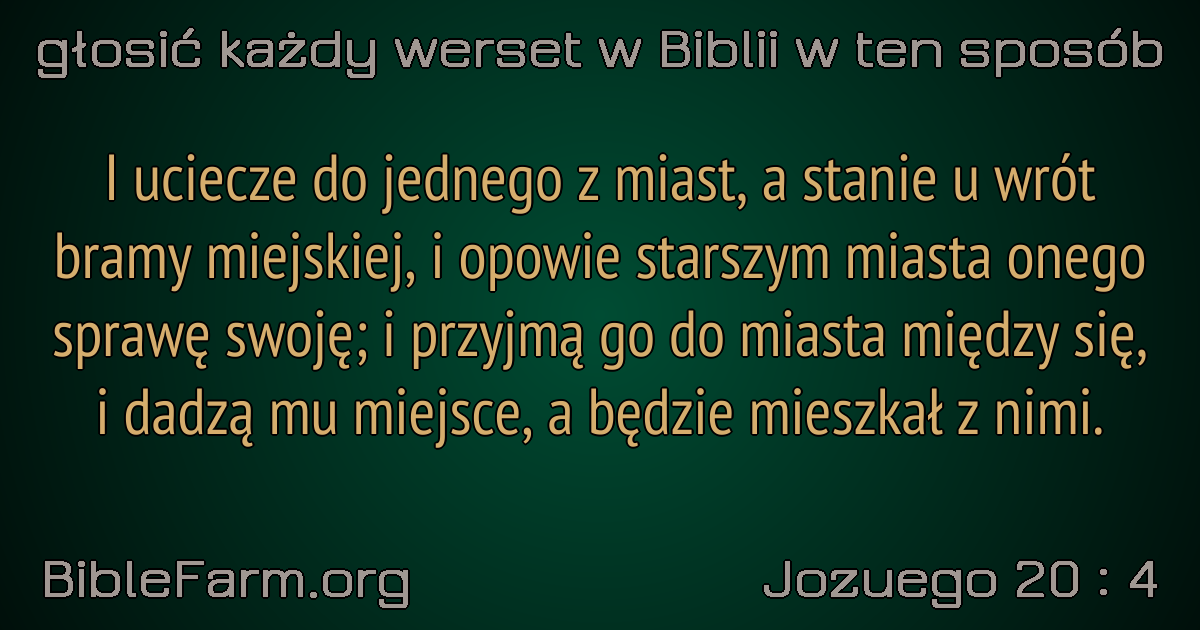 głosić każdy werset w Biblii w ten sposób
I uciecze do jednego z miast, a stanie u wrót
bramy miejskiej, i opowie starszym miasta onego
sprawę swoję; i przyjmą go do miasta między się,
i dadzą mu miejsce, a będzie mieszkał z nimi.
BibleFarm.org
Jozuego 20 : 4